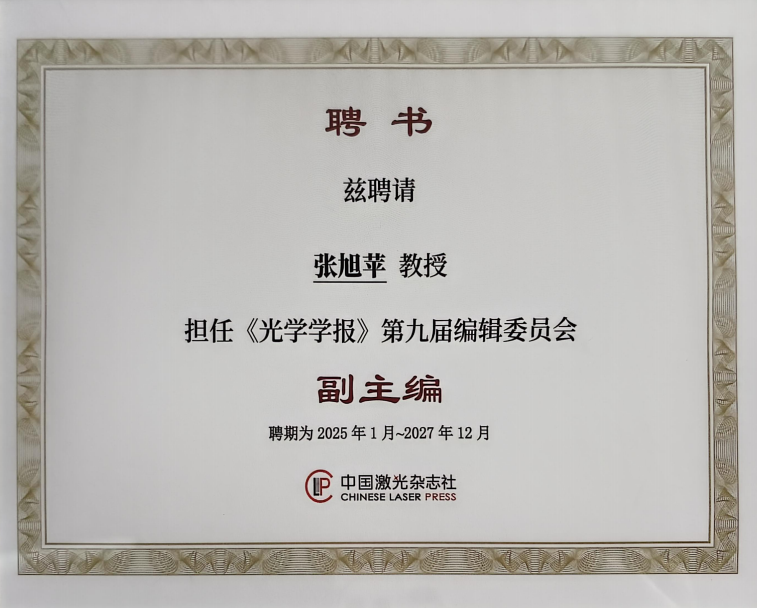 聘 书
兹聘请
张旭苹 教授
担任《光学学报》第九届编辑委员会
副主编
聘期为 2025 年 1 月~2027 年 12 月
中国激光杂志社
CHINESE LASER PRESS